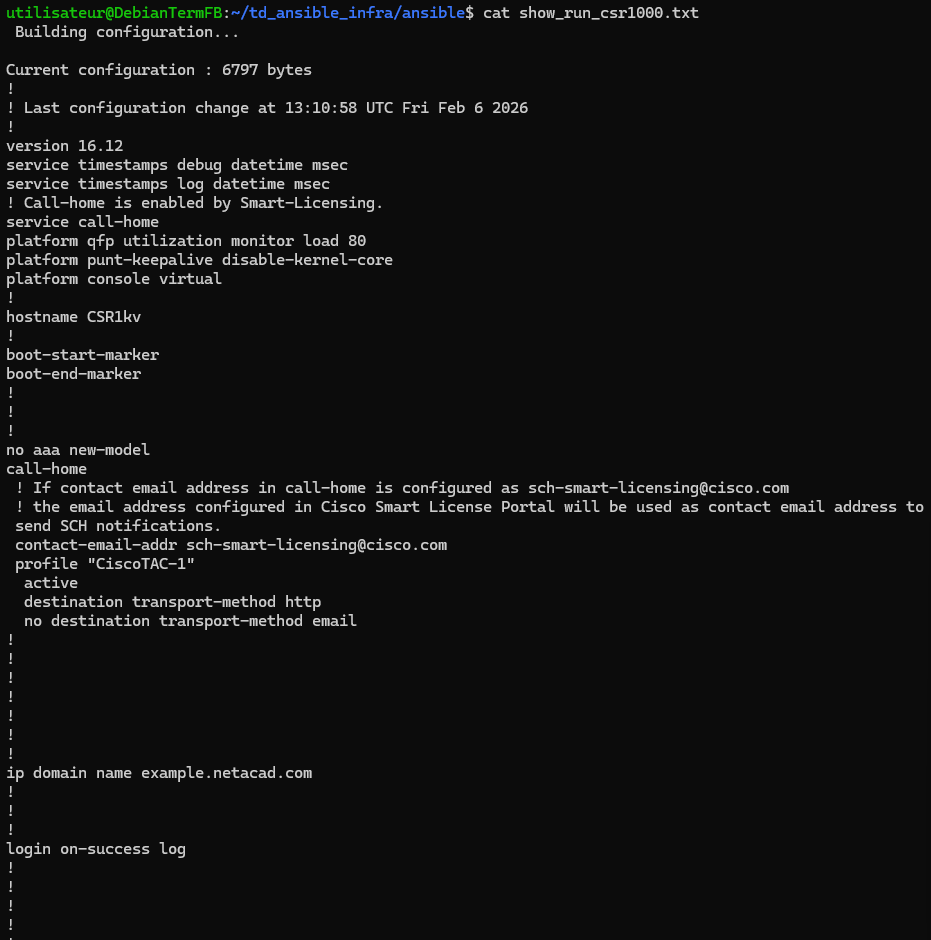 utilisateur@DebianTermFB:~/td_ansible_infra/ansible$ cat show_run_csr1000.txt
 Building configuration...

Current configuration : 6797 bytes
!
! Last configuration change at 13:10:58 UTC Fri Feb 6 2026
!
version 16.12
service timestamps debug datetime msec
service timestamps log datetime msec
! Call-home is enabled by Smart-Licensing.
service call-home
platform qfp utilization monitor load 80
platform punt-keepalive disable-kernel-core
platform console virtual
!
hostname CSR1kv
!
boot-start-marker
boot-end-marker
!
!
!
no aaa new-model
call-home
 ! If contact email address in call-home is configured as sch-smart-licensing@cisco.com
 ! the email address configured in Cisco Smart License Portal will be used as contact email address to
 send SCH notifications.
 contact-email-addr sch-smart-licensing@cisco.com
 profile "CiscoTAC-1"
  active
  destination transport-method http
  no destination transport-method email
!
!
!
!
!
!
!
ip domain name example.netacad.com
!
!
!
login on-success log
!
!
!
!
!